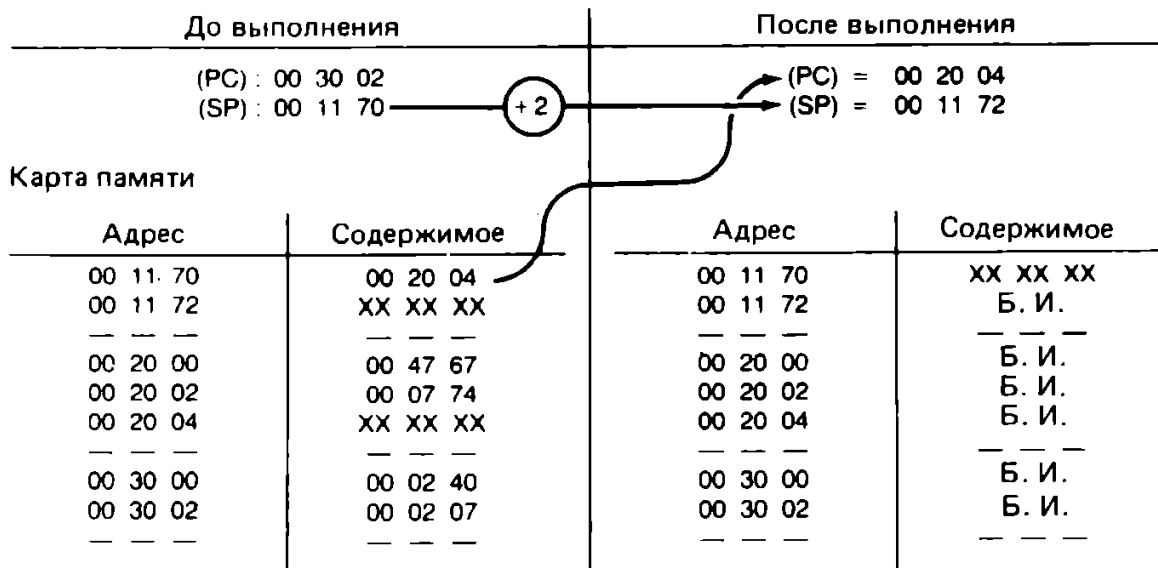 До выполнения После выполнения
(PC) : 00 30 02 (PC) = 00 20 04
(SP) : 00 11 70 +2 (SP) = 00 11 72
Карта памяти
Адрес Содержимое Адрес Содержимое
00 11 70 00 20 04 00 11 70 XX XX XX
00 11 72 XX XX XX 00 11 72 Б. И.
— — — — — — — — — — — —
00 20 00 00 47 67 00 20 00 Б. И.
00 20 02 00 07 74 00 20 02 Б. И.
00 20 04 XX XX XX 00 20 04 Б. И.
— — — — — — — — — — — —
00 30 00 00 02 40 00 30 00 Б. И.
00 30 02 00 02 07 00 30 02 Б. И.
— — — — — — — — — — — —